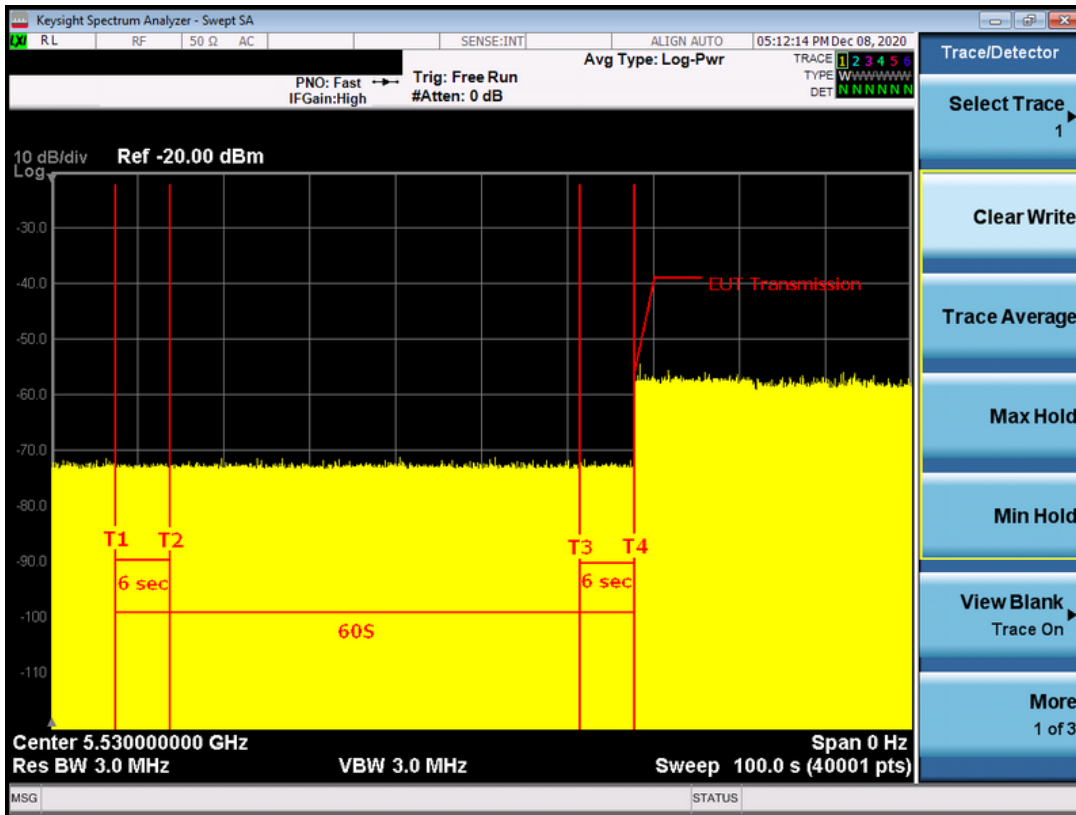 Keysight Spectrum Analyzer - Swept SA
LXI RL RF 50 Ω AC SENSE:INT ALIGN AUTO 05:12:14 PM Dec 08, 2020
Avg Type: Log-Pwr
TRACE 1 2 3 4 5 6
TYPE WWWWWW
DET N N N N N N
PNO: Fast
IFGain:High
Trig: Free Run
#Atten: 0 dB
10 dB/div Ref -20.00 dBm
Log
-30.0
-40.0
-50.0
-60.0
-70.0
-80.0
-90.0
-100
-110
EUT Transmission
T1 T2 T3 T4
6 sec 6 sec
60S
Center 5.530000000 GHz Span 0 Hz
Res BW 3.0 MHz VBW 3.0 MHz Sweep 100.0 s (40001 pts)
MSG STATUS
Trace/Detector
Select Trace
1
Clear Write
Trace Average
Max Hold
Min Hold
View Blank
Trace On
More
1 of 3